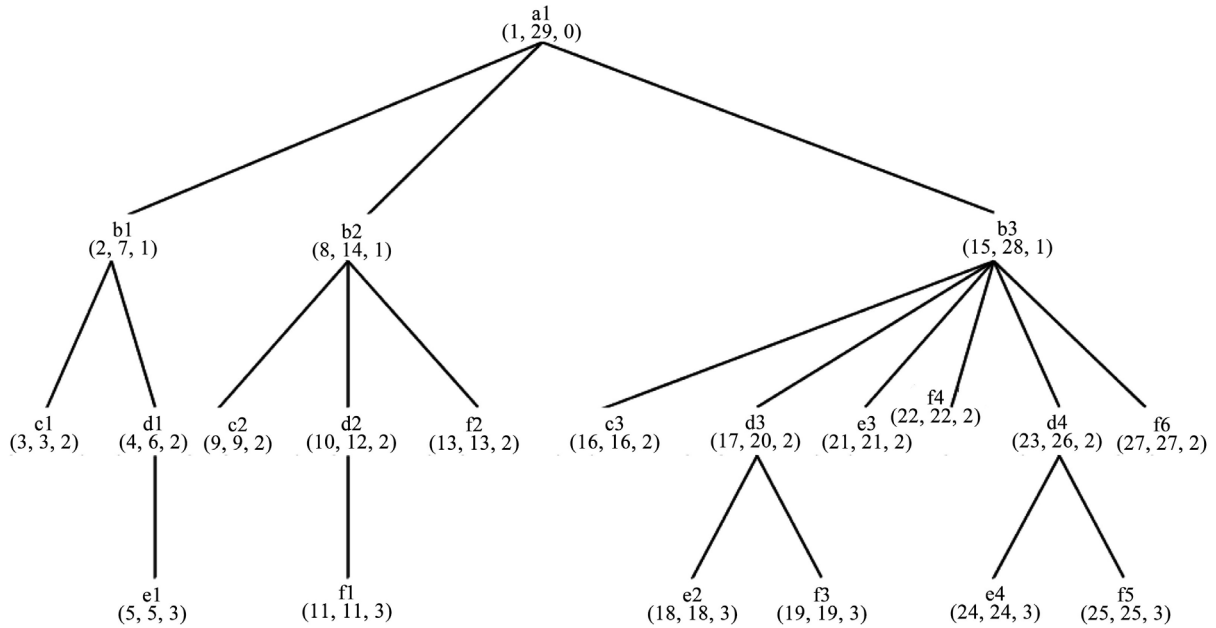 a1
(1, 29, 0)
b1
(2, 7, 1)
b2
(8, 14, 1)
b3
(15, 28, 1)
c1
(3, 3, 2)
d1
(4, 6, 2)
c2
(9, 9, 2)
d2
(10, 12, 2)
f2
(13, 13, 2)
c3
(16, 16, 2)
d3
(17, 20, 2)
e3
(21, 21, 2)
f4
(22, 22, 2)
d4
(23, 26, 2)
f6
(27, 27, 2)
e1
(5, 5, 3)
f1
(11, 11, 3)
e2
(18, 18, 3)
f3
(19, 19, 3)
e4
(24, 24, 3)
f5
(25, 25, 3)